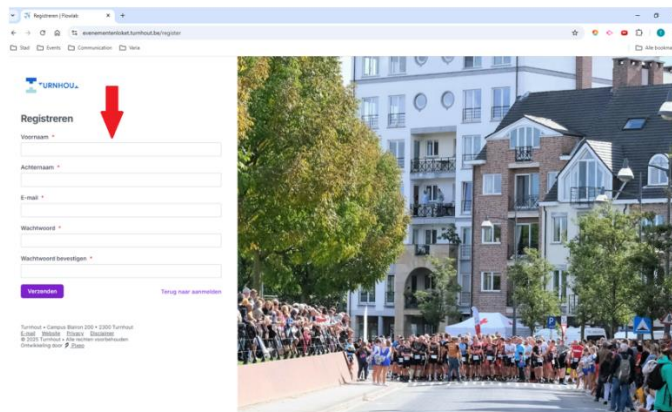 Registreren | Flowlab
evenementenloket.turnhout.be/register
Stad
Events
Communication
Varia
Alle bookma
TURNHOU
Registreren
Voornaam *
Achternaam *
E-mail *
Wachtwoord *
Wachtwoord bevestigen *
Verzenden
Terug naar aanmelden
Turnhout • Campus Blairon 200 • 2300 Turnhout
E-mail Website Privacy Disclaimer
© 2025 Turnhout • Alle rechten voorbehouden
Ontwikkeling door